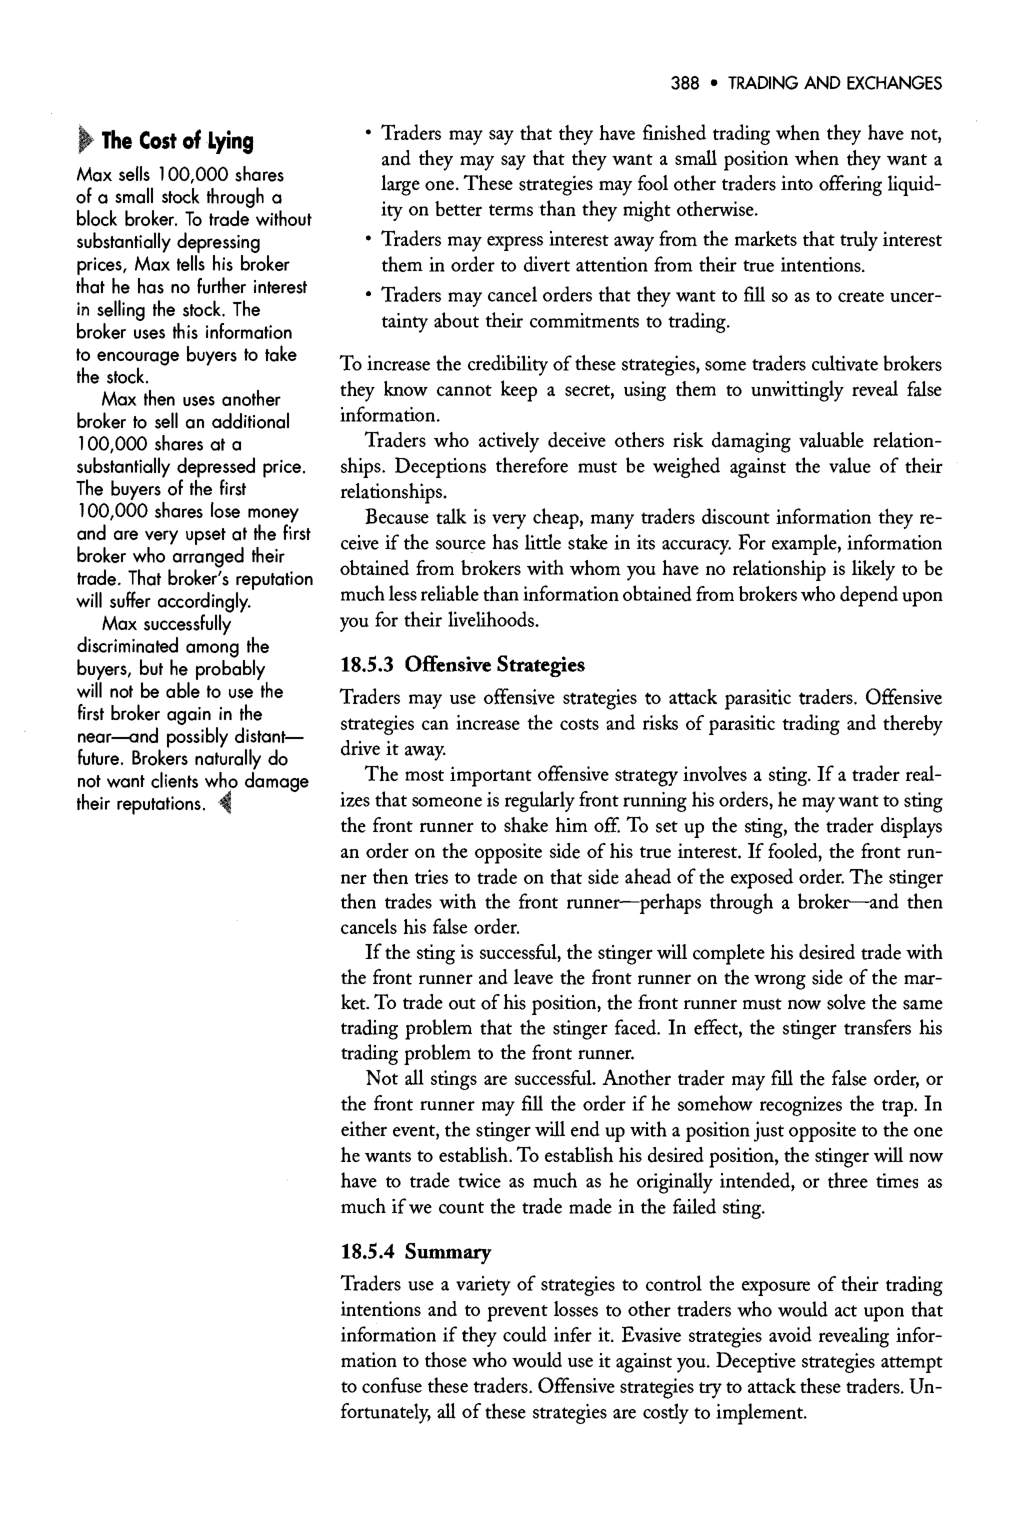 388 • TRADING AND EXCHANGES
The Cost of Lying
Max sells 100,000 shares
of a small stock through a
block broker. To trade without
substantially depressing
prices, Max tells his broker
that he has no further interest
in selling the stock. The
broker uses this information
to encourage buyers to take
the stock.
Max then uses another
broker to sell an additional
100,000 shares at a
substantially depressed price.
The buyers of the first
100,000 shares lose money
and are very upset at the first
broker who arranged their
trade. That broker's reputation
will suffer accordingly.
Max successfully
discriminated among the
buyers, but he probably
will not be able to use the
first broker again in the
near—and possibly distant—
future. Brokers naturally do
not want clients who damage
their reputations.
• Traders may say that they have finished trading when they have not,
and they may say that they want a small position when they want a
large one. These strategies may fool other traders into offering liquid-
ity on better terms than they might otherwise.
• Traders may express interest away from the markets that truly interest
them in order to divert attention from their true intentions.
• Traders may cancel orders that they want to fill so as to create uncer-
tainty about their commitments to trading.
To increase the credibility of these strategies, some traders cultivate brokers
they know cannot keep a secret, using them to unwittingly reveal false
information.
Traders who actively deceive others risk damaging valuable relation-
ships. Deceptions therefore must be weighed against the value of their
relationships.
Because talk is very cheap, many traders discount information they re-
ceive if the source has little stake in its accuracy. For example, information
obtained from brokers with whom you have no relationship is likely to be
much less reliable than information obtained from brokers who depend upon
you for their livelihoods.
18.5.3 Offensive Strategies
Traders may use offensive strategies to attack parasitic traders. Offensive
strategies can increase the costs and risks of parasitic trading and thereby
drive it away.
The most important offensive strategy involves a sting. If a trader real-
izes that someone is regularly front running his orders, he may want to sting
the front runner to shake him off. To set up the sting, the trader displays
an order on the opposite side of his true interest. If fooled, the front run-
ner then tries to trade on that side ahead of the exposed order. The stinger
then trades with the front runner—perhaps through a broker—and then
cancels his false order.
If the sting is successful, the stinger will complete his desired trade with
the front runner and leave the front runner on the wrong side of the mar-
ket. To trade out of his position, the front runner must now solve the same
trading problem that the stinger faced. In effect, the stinger transfers his
trading problem to the front runner.
Not all stings are successful. Another trader may fill the false order, or
the front runner may fill the order if he somehow recognizes the trap. In
either event, the stinger will end up with a position just opposite to the one
he wants to establish. To establish his desired position, the stinger will now
have to trade twice as much as he originally intended, or three times as
much if we count the trade made in the failed sting.
18.5.4 Summary
Traders use a variety of strategies to control the exposure of their trading
intentions and to prevent losses to other traders who would act upon that
information if they could infer it. Evasive strategies avoid revealing infor-
mation to those who would use it against you. Deceptive strategies attempt
to confuse these traders. Offensive strategies try to attack these traders. Un-
fortunately, all of these strategies are costly to implement.